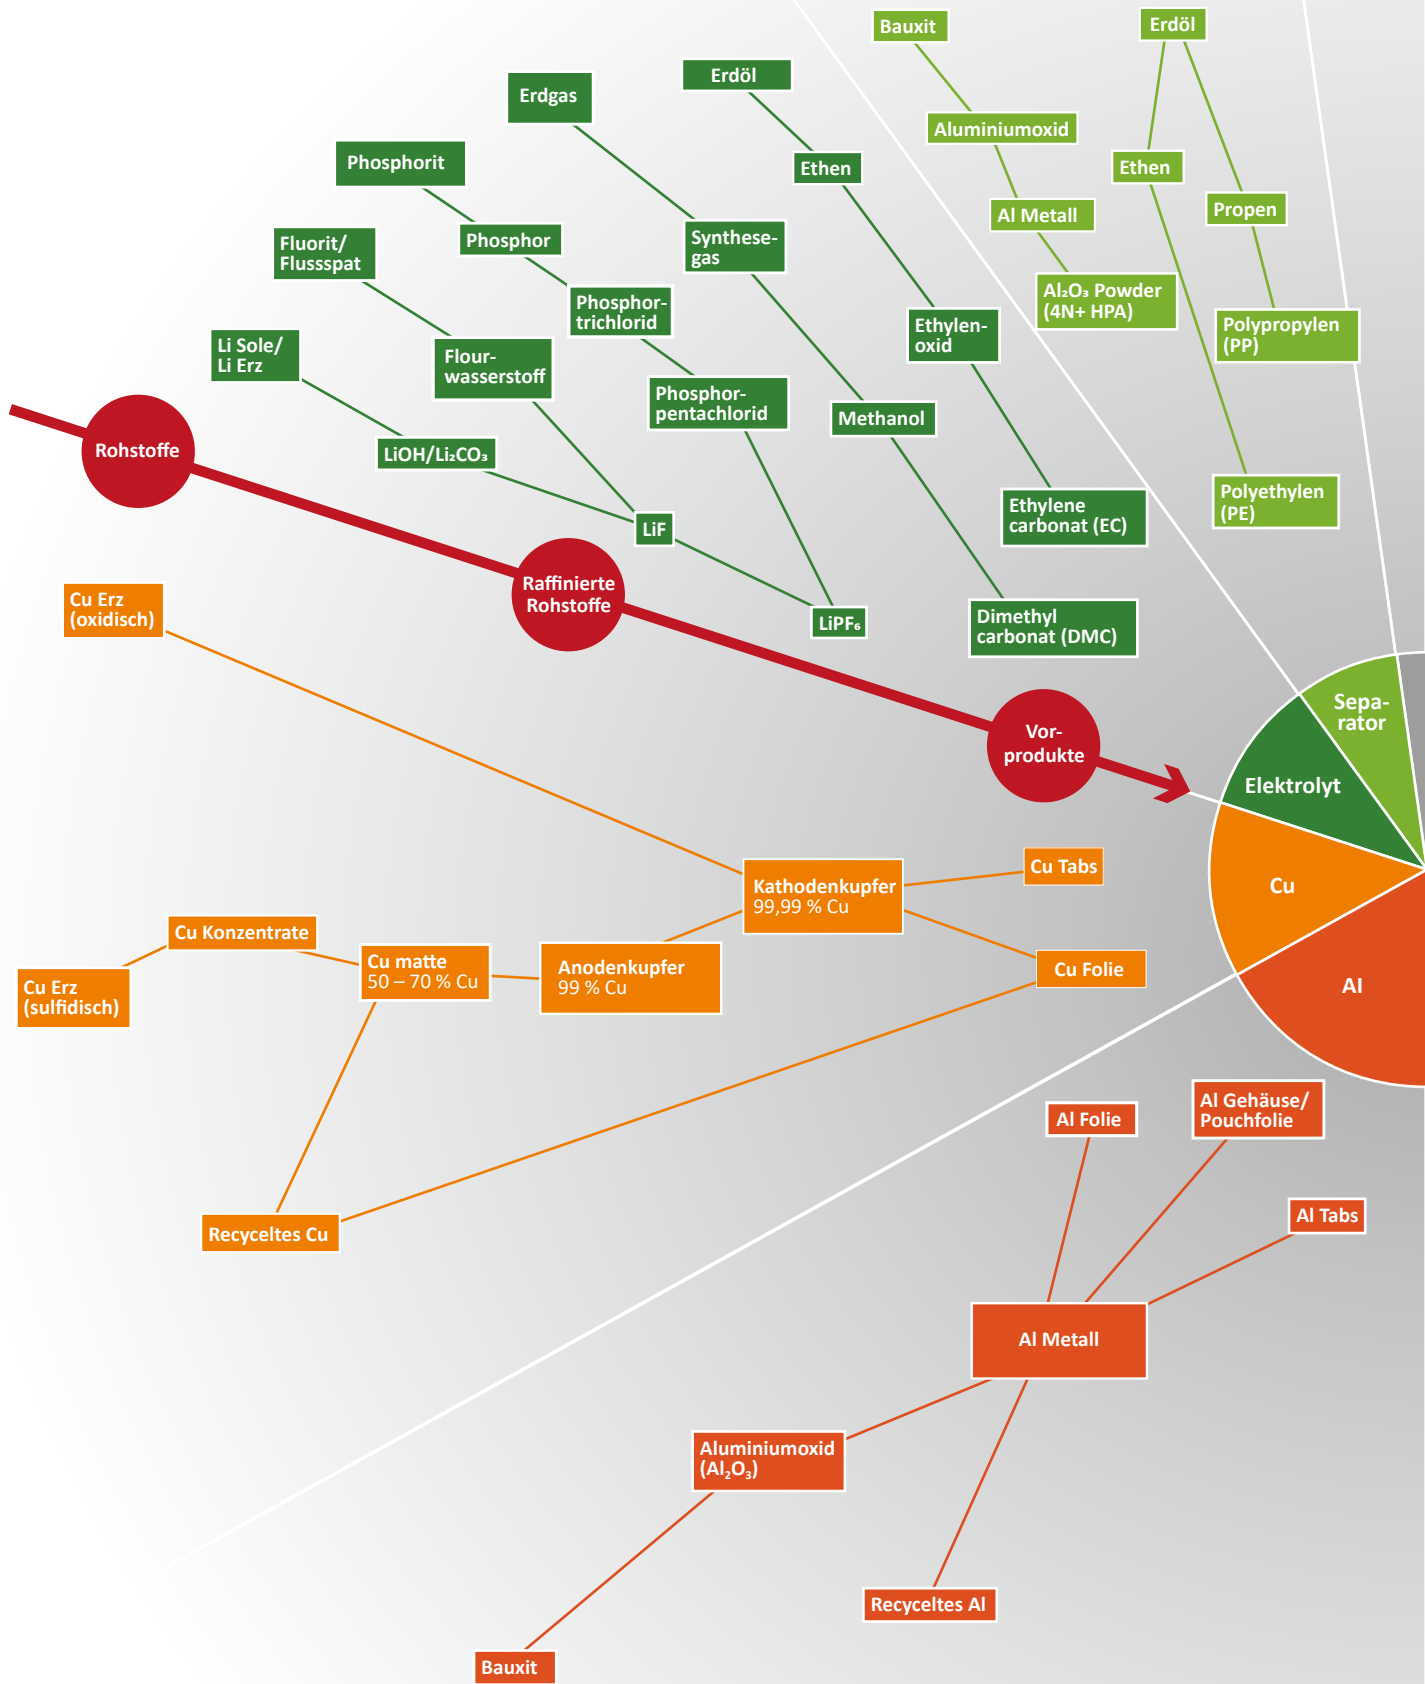 Bauxit
Erdöl
Aluminiumoxid
Ethen
Al Metall
Propen
Al₂O₃ Powder
(4N+ HPA)
Polypropylen
(PP)
Polyethylen
(PE)
Erdöl
Erdgas
Ethen
Phosphorit
Phosphor
Synthese-
gas
Fluorit/
Flussspat
Phosphor-
trichlorid
Ethylen-
oxid
Li Sole/
Li Erz
Flour-
wasserstoff
Phosphor-
pentachlorid
Methanol
Rohstoffe
LiOH/Li₂CO₃
Ethylene
carbonat (EC)
LiF
Raffinierte
Rohstoffe
LiPF₆
Dimethyl
carbonat (DMC)
Cu Erz
(oxidisch)
Vor-
produkte
Sepa-
rator
Elektrolyt
Cu
Al
Kathodenkupfer
99,99 % Cu
Cu Tabs
Cu Konzentrate
Cu matte
50 – 70 % Cu
Anodenkupfer
99 % Cu
Cu Folie
Cu Erz
(sulfidisch)
Recyceltes Cu
Al Folie
Al Gehäuse/
Pouchfolie
Al Tabs
Al Metall
Aluminiumoxid
(Al₂O₃)
Recyceltes Al
Bauxit